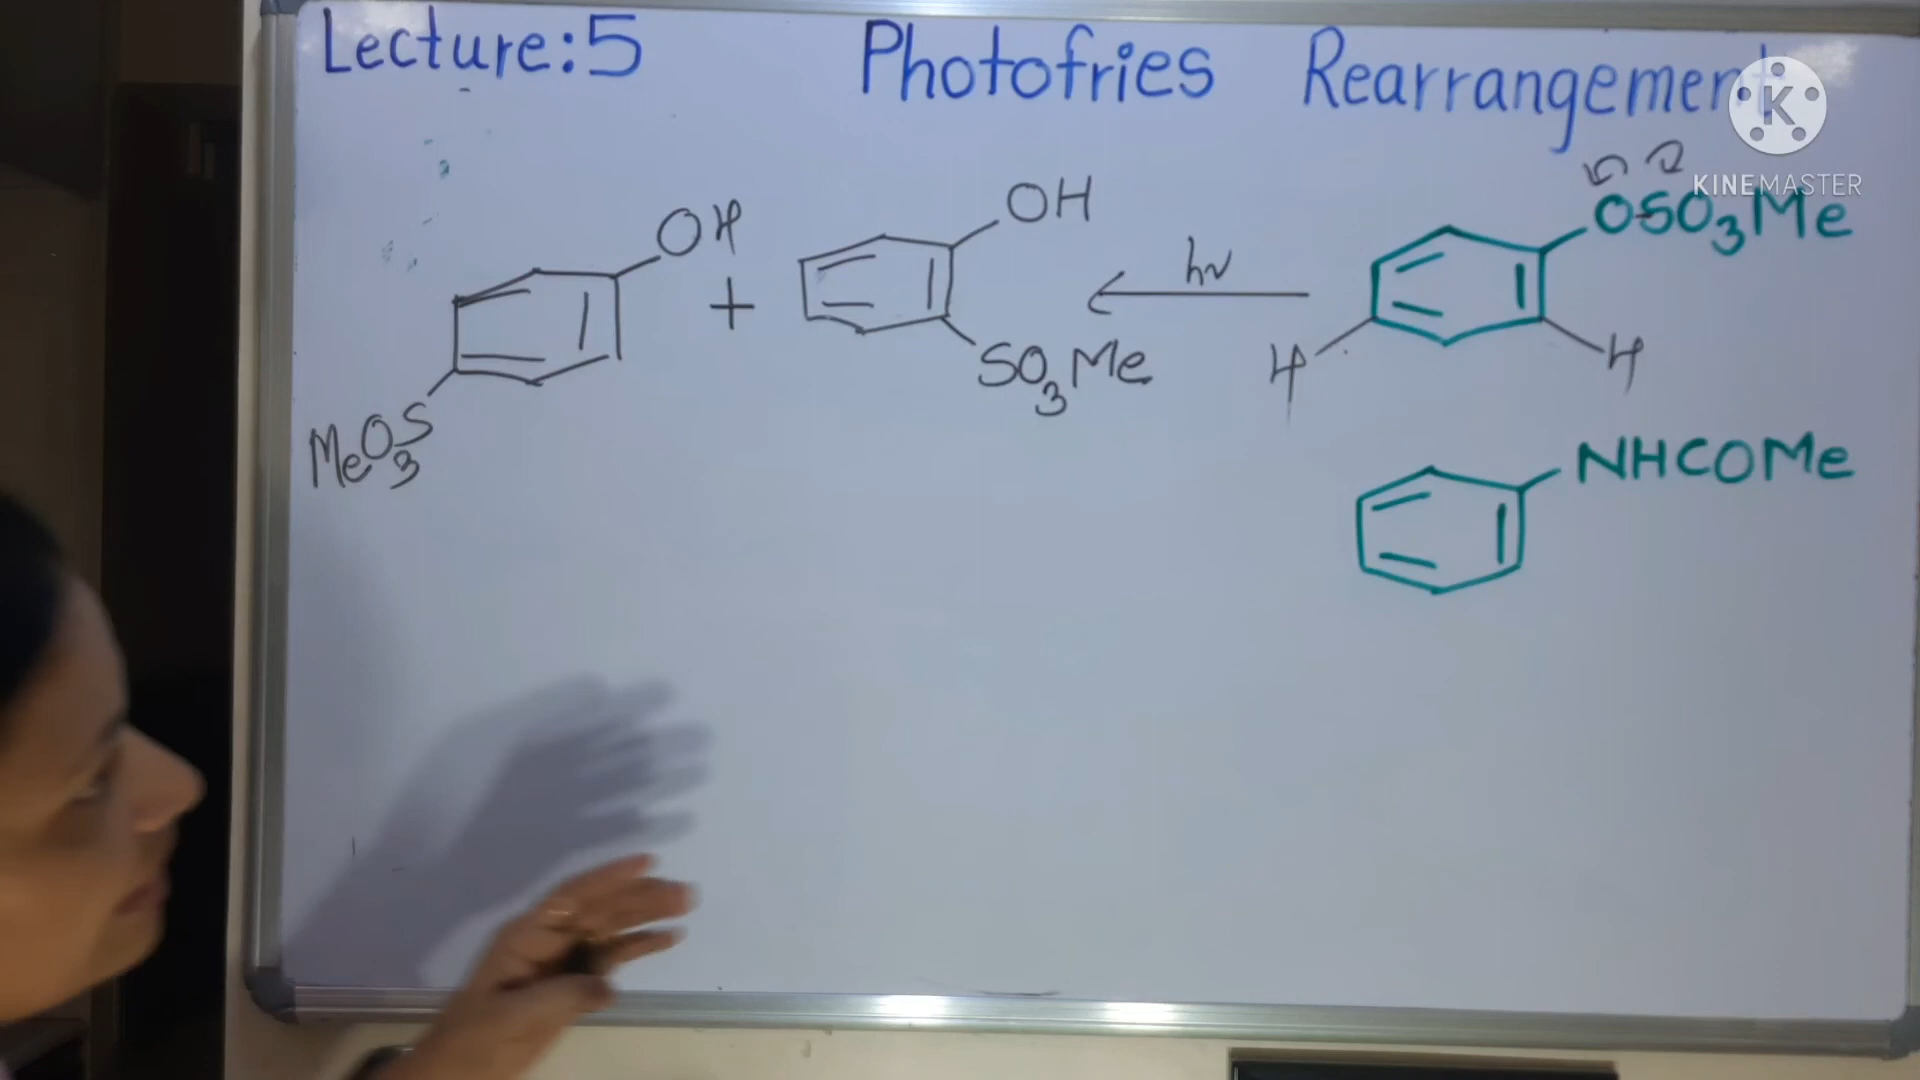 Lecture:5 Photofries Rearrangement
K
KINEMASTER
OH + OH hν OSO₃Me
H H
SO₃Me
MeO₃S
NHCOMe